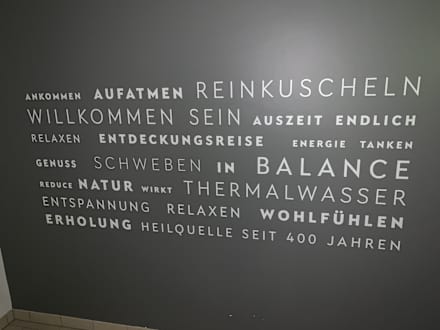 ANKOMMEN AUFATMEN REINKUSCHELN
WILLKOMMEN SEIN AUSZEIT ENDLICH
RELAXEN ENTDECKUNGSREISE ENERGIE TANKEN
GENUSS SCHWEBEN IN BALANCE
REDUCE NATUR WIRKT THERMALWASSER
ENTSPANNUNG RELAXEN WOHLFÜHLEN
ERHOLUNG HEILQUELLE SEIT 400 JAHREN